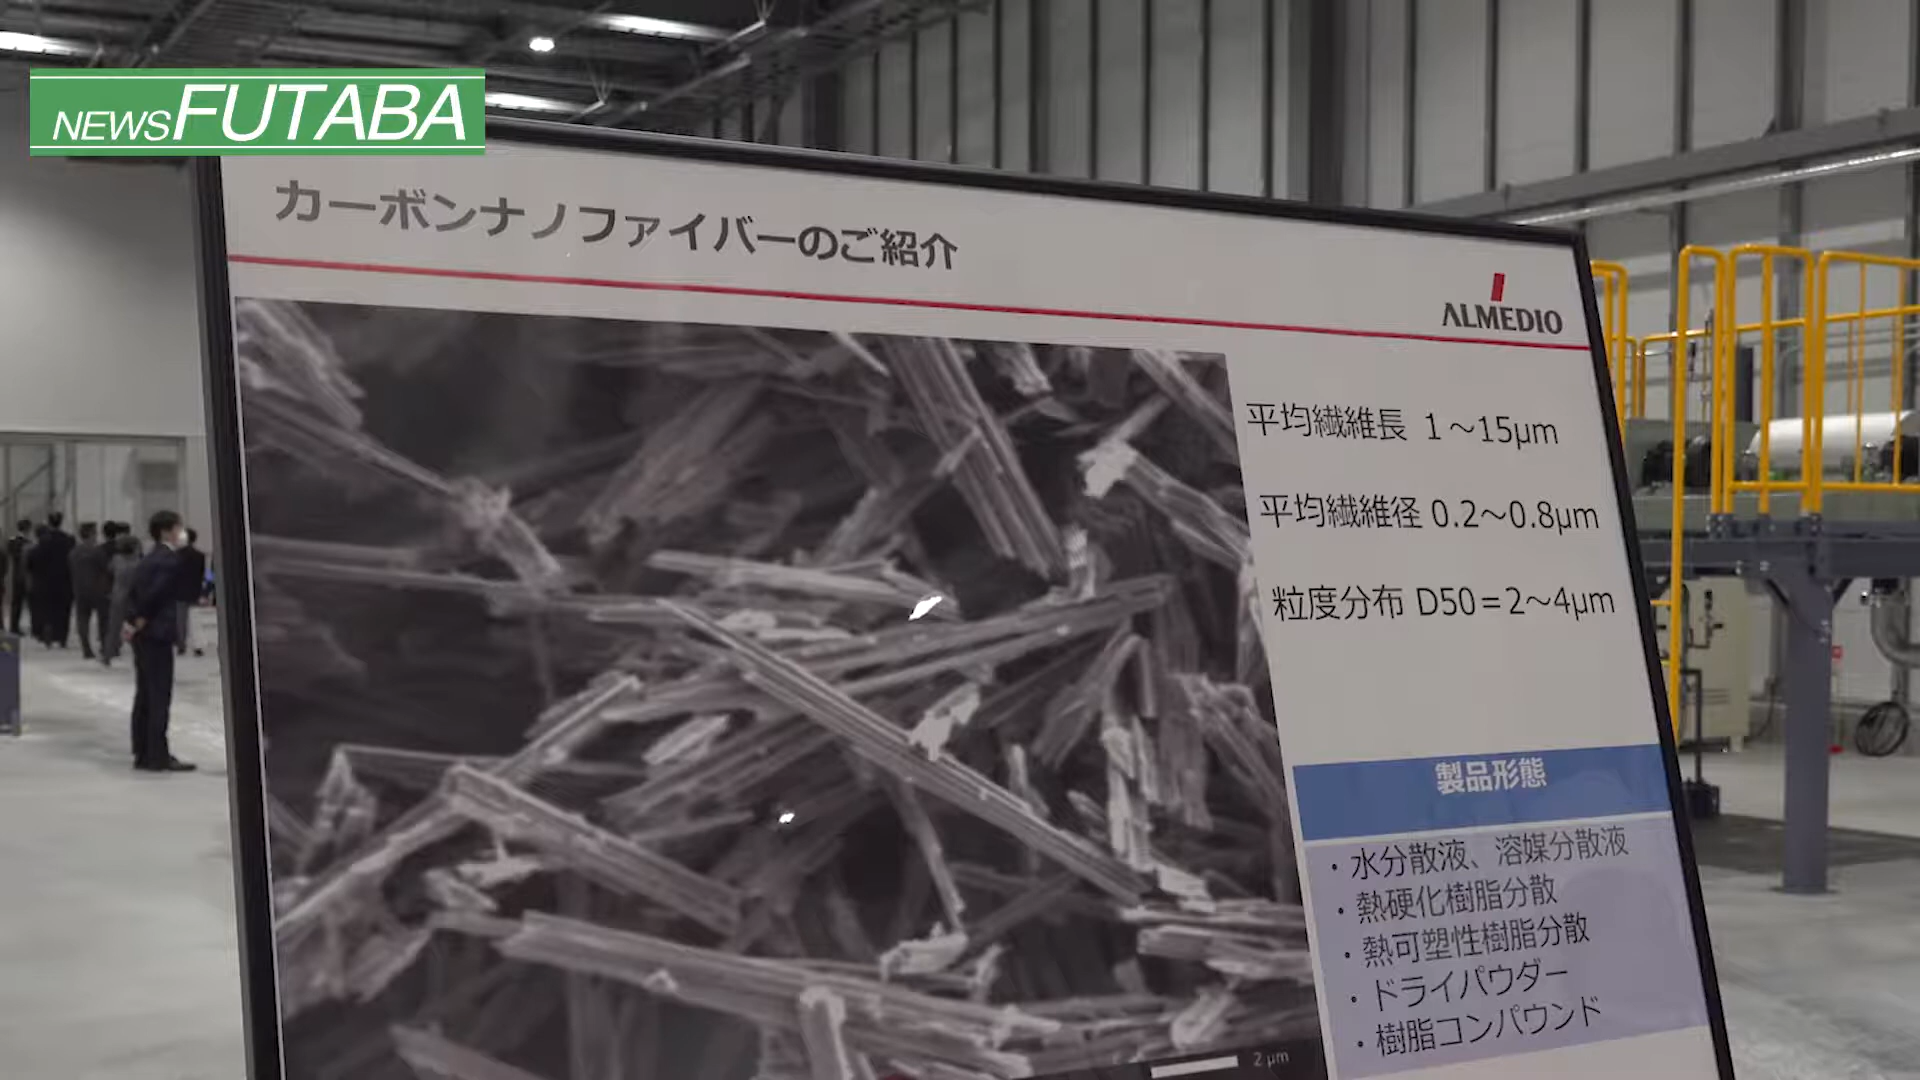 NEWS FUTABA
カーボンナノファイバーのご紹介
ALMEDIO
平均繊維長 1～15μm
平均繊維径 0.2～0.8μm
粒度分布 D50＝2～4μm
製品形態
・水分散液、溶媒分散液
・熱硬化樹脂分散
・熱可塑性樹脂分散
・ドライパウダー
・樹脂コンパウンド
2 μm